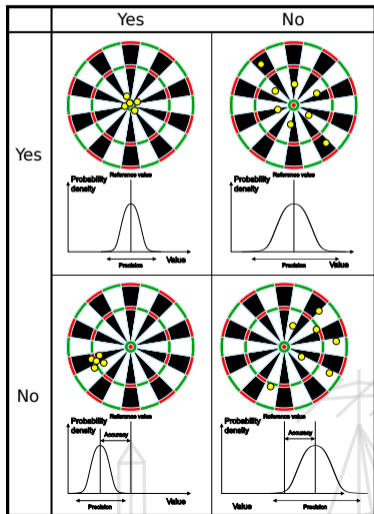 Yes No
Yes
Reference value
Probability
density
Precision
Value
Reference value
Probability
density
Precision
Value
No
Reference value
Probability
density
Accuracy
Precision
Value
Reference value
Probability
density
Accuracy
Value
Precision